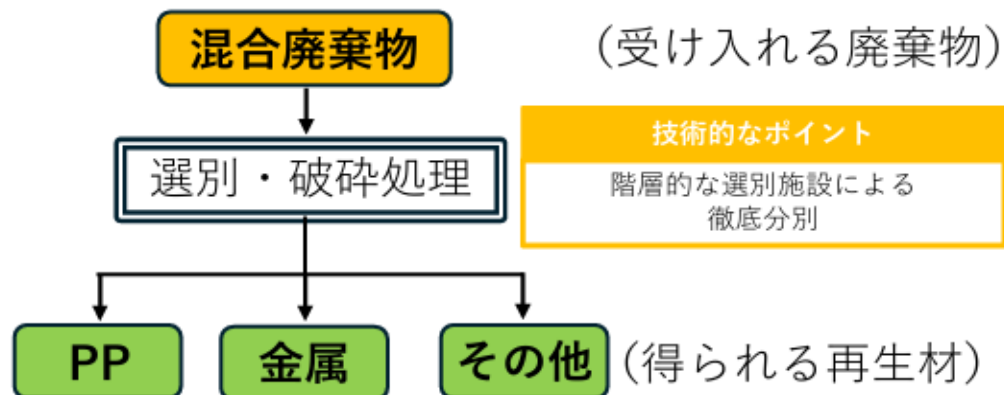 混合廃棄物
（受け入れる廃棄物）
技術的なポイント
選別・破砕処理
階層的な選別施設による
徹底分別
PP
金属
その他
（得られる再生材）